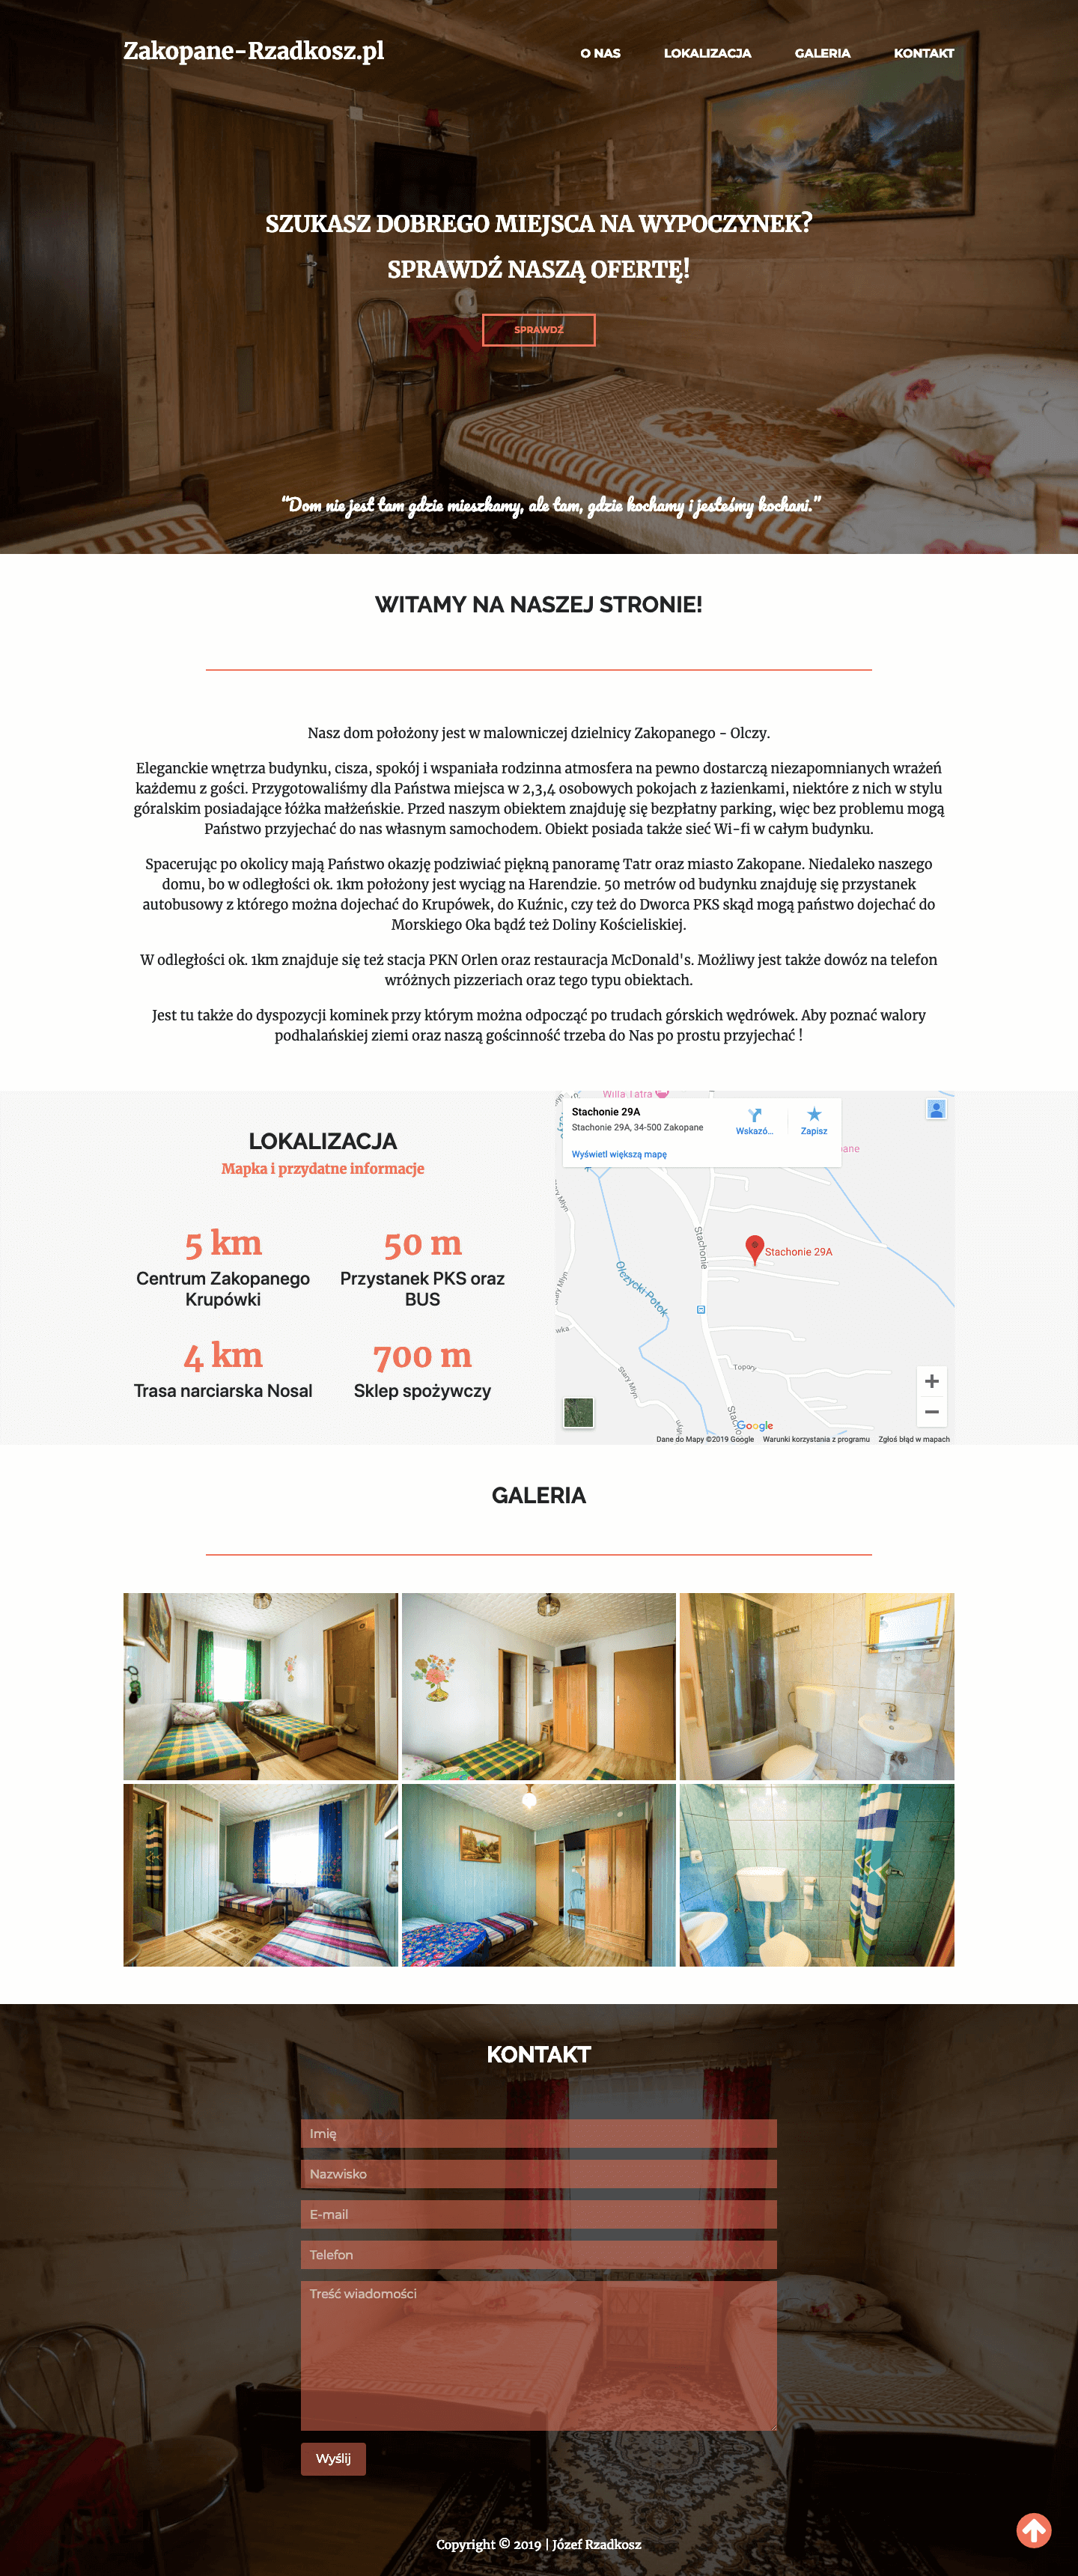 Zakopane-Rzadkosz.pl
O NAS
LOKALIZACJA
GALERIA
KONTAKT
SZUKASZ DOBREGO MIEJSCA NA WYPOCZYNEK?
SPRAWDŹ NASZĄ OFERTĘ!
SPRAWDŹ
“Dom nie jest tam gdzie mieszkamy, ale tam, gdzie kochamy i jesteśmy kochani.”
WITAMY NA NASZEJ STRONIE!
Nasz dom położony jest w malowniczej dzielnicy Zakopanego - Olczy.
Eleganckie wnętrza budynku, cisza, spokój i wspaniała rodzinna atmosfera na pewno dostarczą niezapomnianych wrażeń
każdemu z gości. Przygotowaliśmy dla Państwa miejsca w 2,3,4 osobowych pokojach z łazienkami, niektóre z nich w stylu
góralskim posiadające łóżka małżeńskie. Przed naszym obiektem znajduję się bezpłatny parking, więc bez problemu mogą
Państwo przyjechać do nas własnym samochodem. Obiekt posiada także sieć Wi-fi w całym budynku.
Spacerując po okolicy mają Państwo okazję podziwiać piękną panoramę Tatr oraz miasto Zakopane. Niedaleko naszego
domu, bo w odległości ok. 1km położony jest wyciąg na Harendzie. 50 metrów od budynku znajduję się przystanek
autobusowy z którego można dojechać do Krupówek, do Kuźnic, czy też do Dworca PKS skąd mogą państwo dojechać do
Morskiego Oka bądź też Doliny Kościeliskiej.
W odległości ok. 1km znajduje się też stacja PKN Orlen oraz restauracja McDonald's. Możliwy jest także dowóz na telefon
wróżnych pizzeriach oraz tego typu obiektach.
Jest tu także do dyspozycji kominek przy którym można odpocząć po trudach górskich wędrówek. Aby poznać walory
podhalańskiej ziemi oraz naszą gościnność trzeba do Nas po prostu przyjechać !
LOKALIZACJA
Mapka i przydatne informacje
5 km
Centrum Zakopanego
Krupówki
50 m
Przystanek PKS oraz
BUS
4 km
Trasa narciarska Nosal
700 m
Sklep spożywczy
Willa Tatra
Stachonie 29A
Stachonie 29A, 34-500 Zakopane
Wyświetl większą mapę
Wskazó...
Zapisz
pane
Stary Młyn
Stachonie
Stachonie 29A
Olczycki Potok
Stary Młyn
wka
Topory
Stary Młyn
Stachonie
Google
Dane do Mapy ©2019 Google
Warunki korzystania z programu
Zgłoś błąd w mapach
GALERIA
KONTAKT
Imię
Nazwisko
E-mail
Telefon
Treść wiadomości
Wyślij
Copyright © 2019 | Józef Rzadkosz